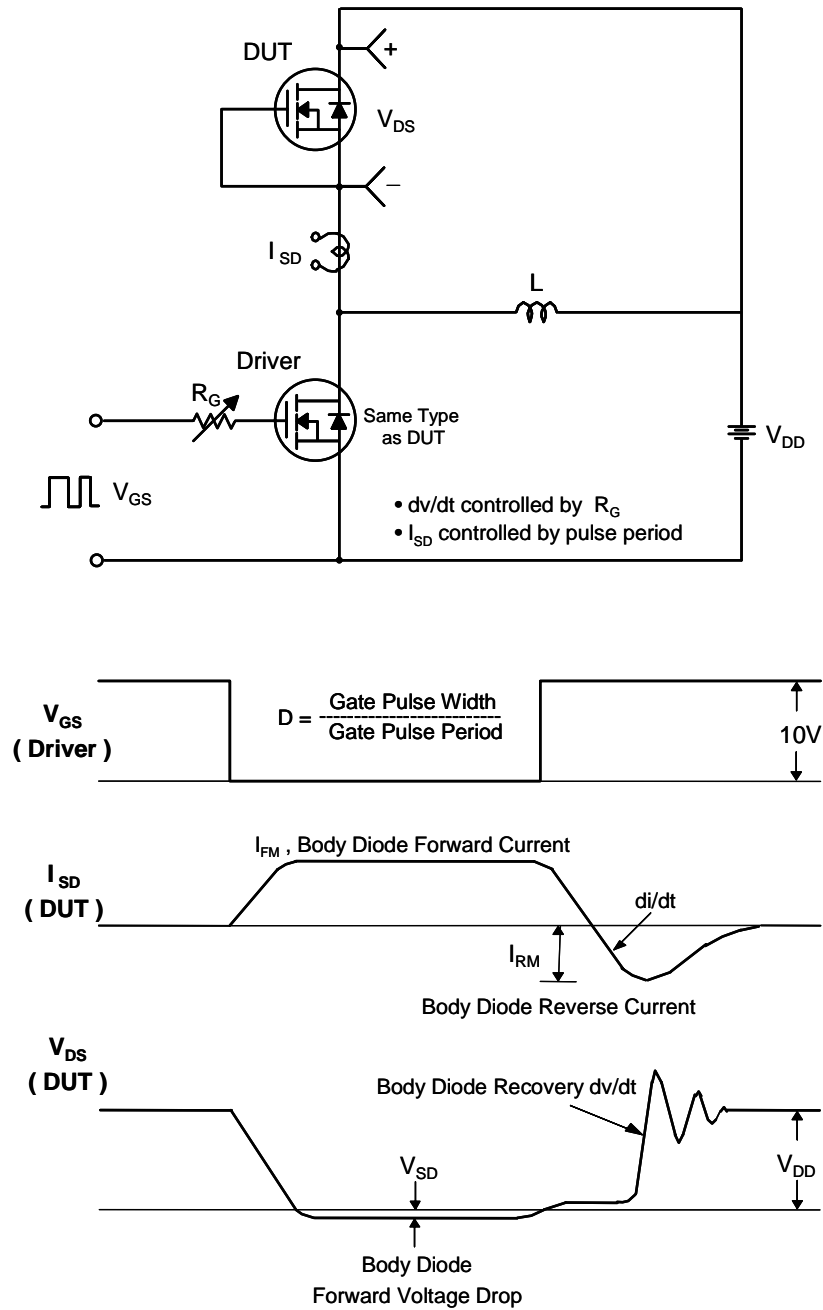 DUT
+
V_DS
−
I_SD
L
Driver
R_G
Same Type
as DUT
V_DD
V_GS
• dv/dt controlled by R_G
• I_SD controlled by pulse period
V_GS
( Driver )
D = Gate Pulse Width
Gate Pulse Period
10V
I_FM , Body Diode Forward Current
I_SD
( DUT )
di/dt
I_RM
Body Diode Reverse Current
V_DS
( DUT )
Body Diode Recovery dv/dt
V_SD
V_DD
Body Diode
Forward Voltage Drop